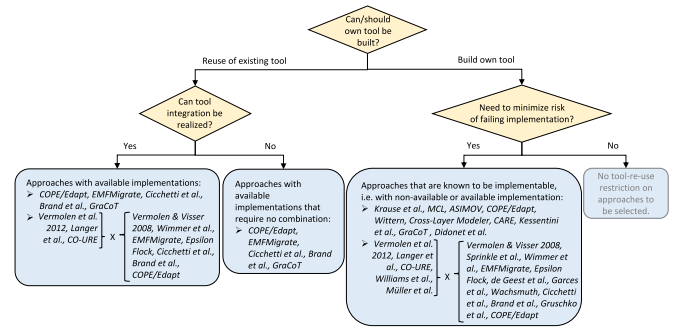 Can/should
own tool be
built?
Reuse of existing tool
Build own tool
Can tool
integration be
realized?
Need to minimize risk
of failing implementation?
Yes
No
Yes
No
Approaches with available implementations:
➢ COPE/Edapt, EMFMigrate, Cicchetti et al.,
Brand et al., GraCoT
➢ Vermolen et al.
2012, Langer
et al., CO-URE
X
Vermolen & Visser
2008, Wimmer et al.,
EMFMigrate, Epsilon
Flock, Cicchetti et al.,
Brand et al.,
COPE/Edapt
Approaches with
available
implementations that
require no combination:
➢ COPE/Edapt,
EMFMigrate,
Cicchetti et al., Brand
et al., GraCoT
Approaches that are known to be implementable,
i.e. with non-available or available implementation:
➢ Krause et al., MCL, ASIMOV, COPE/Edapt,
Wittern, Cross-Layer Modeler, CARE, Kessentini
et al., GraCoT , Didonet et al.
➢ Vermolen et al.
2012, Langer et
al., CO-URE,
Williams et al.,
Müller et al.
X
Vermolen & Visser 2008,
Sprinkle et al., Wimmer et
al., EMFMigrate, Epsilon
Flock, de Geest et al., Garces
et al., Wachsmuth, Cicchetti
et al., Brand et al., Gruschko
et al., COPE/Edapt
No tool-re-use
restriction on
approaches to
be selected.